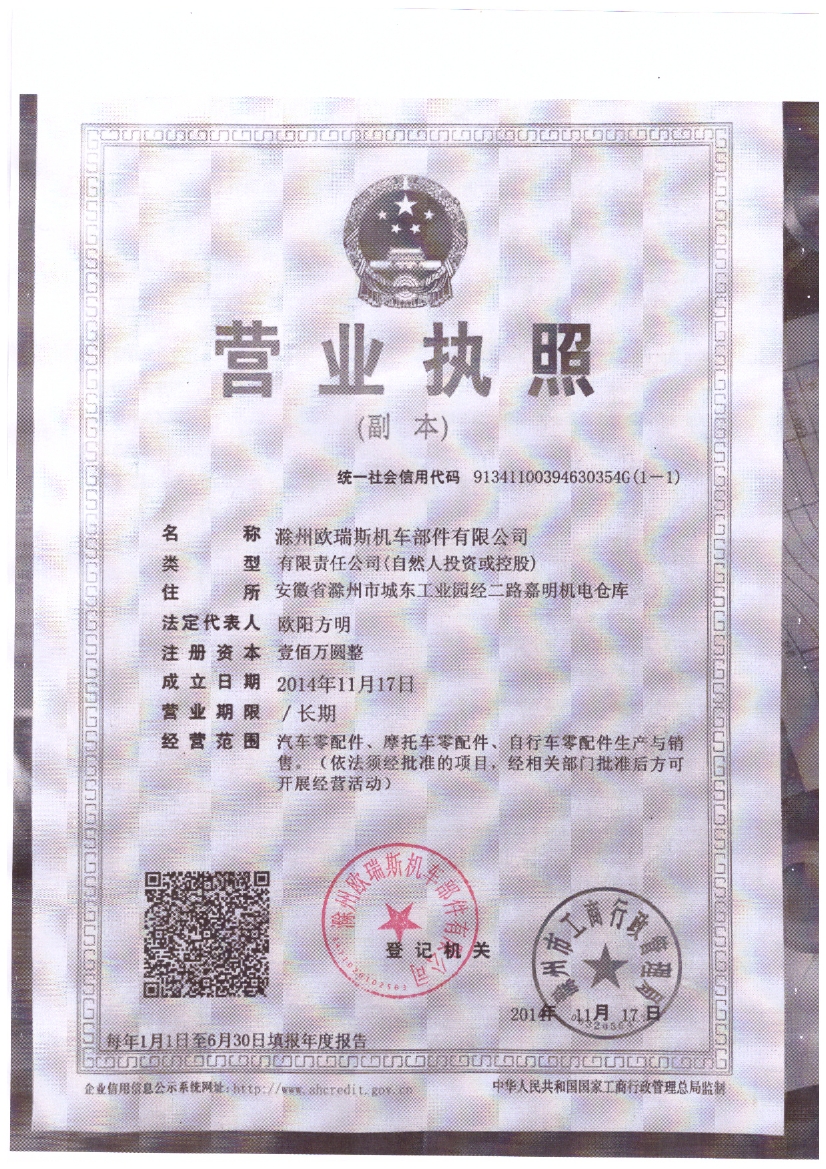 营业执照
(副 本)
统一社会信用代码 91341100394630354G(1-1)
名 称 滁州欧瑞斯机车部件有限公司
类 型 有限责任公司(自然人投资或控股)
住 所 安徽省滁州市城东工业园经二路嘉明机电仓库
法定代表人 欧阳方明
注册资本 壹佰万圆整
成立日期 2014年11月17日
营业期限 / 长期
经营范围 汽车零配件、摩托车零配件、自行车零配件生产与销
售。（依法须经批准的项目，经相关部门批准后方可
开展经营活动）
滁州欧瑞斯机车部件有限公司
登记机关
滁州市工商行政管理
2014年 11月 17日
每年1月1日至6月30日填报年度报告
企业信用信息公示系统网址: http://www.ahcredit.gov.cn
中华人民共和国国家工商行政管理总局监制